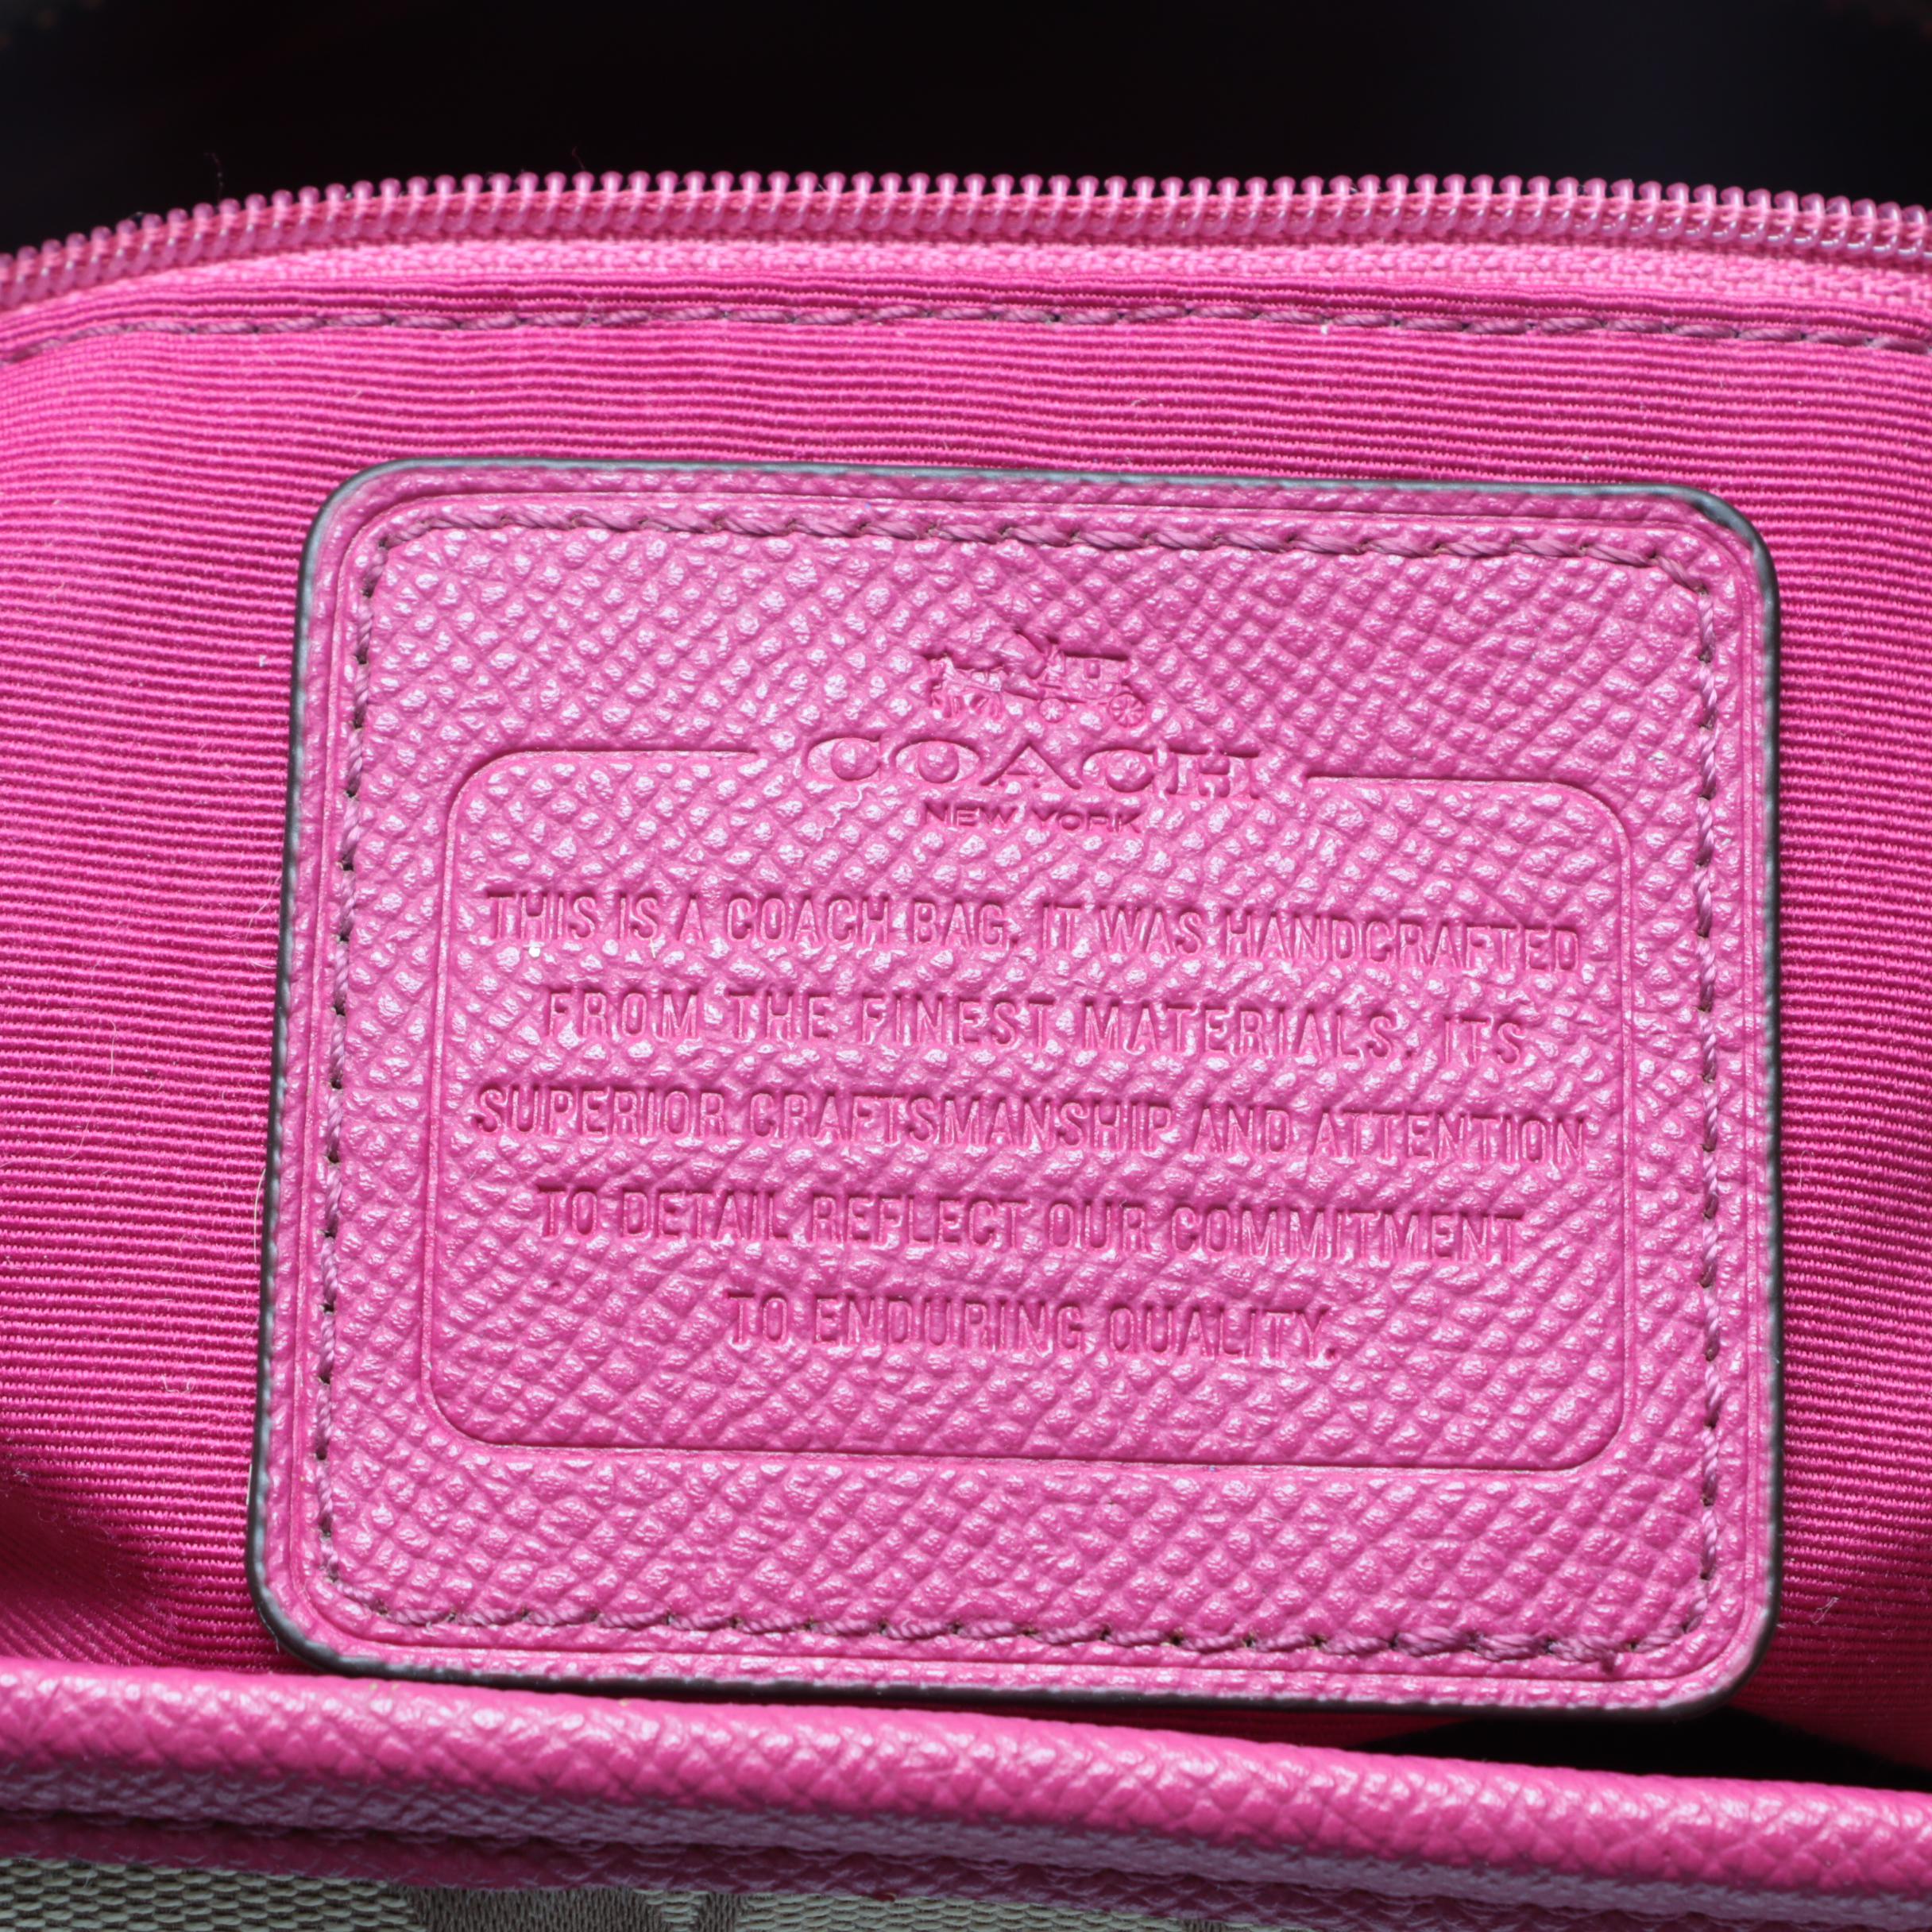 COACH
NEW YORK
THIS IS A COACH BAG. IT WAS HANDCRAFTED
FROM THE FINEST MATERIALS. ITS
SUPERIOR CRAFTSMANSHIP AND ATTENTION
TO DETAIL REFLECT OUR COMMITMENT
TO ENDURING QUALITY.